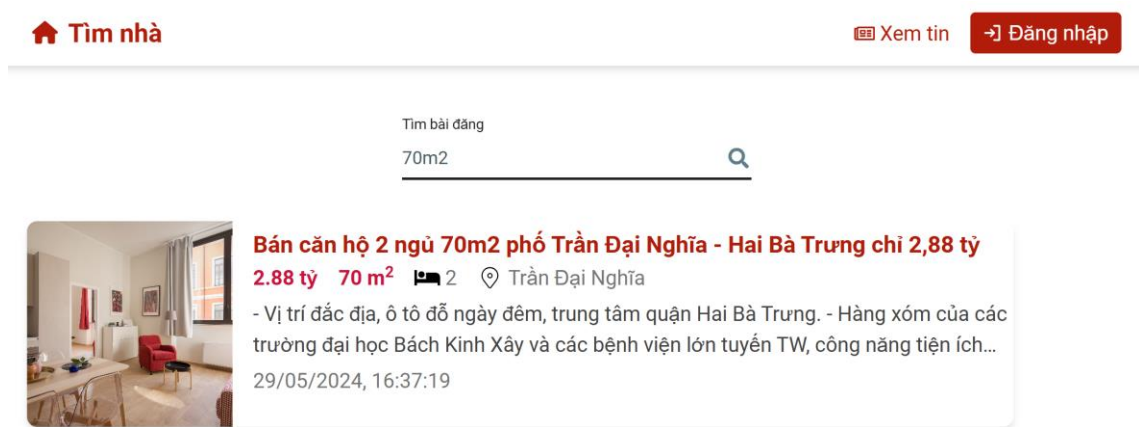 Tìm nhà
Xem tin
Đăng nhập
Tìm bài đăng
70m2
Bán căn hộ 2 ngủ 70m2 phố Trần Đại Nghĩa - Hai Bà Trưng chỉ 2,88 tỷ
2.88 tỷ 70 m² 2 Trần Đại Nghĩa
- Vị trí đắc địa, ô tô đỗ ngày đêm, trung tâm quận Hai Bà Trưng. - Hàng xóm của các
trường đại học Bách Kinh Xây và các bệnh viện lớn tuyến TW, công năng tiện ích...
29/05/2024, 16:37:19